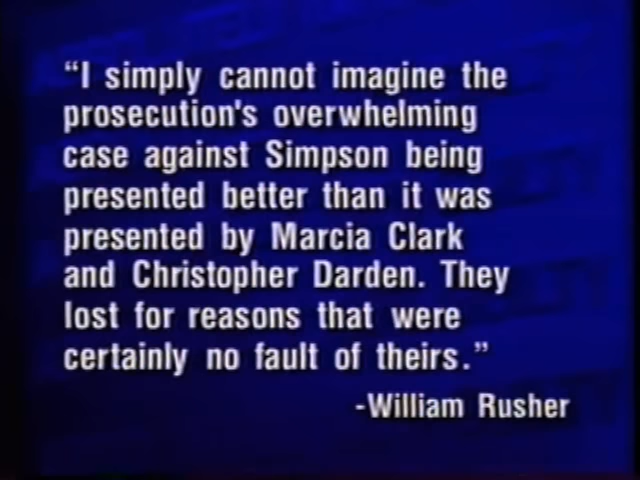 “I simply cannot imagine the
prosecution's overwhelming
case against Simpson being
presented better than it was
presented by Marcia Clark
and Christopher Darden. They
lost for reasons that were
certainly no fault of theirs.”
-William Rusher